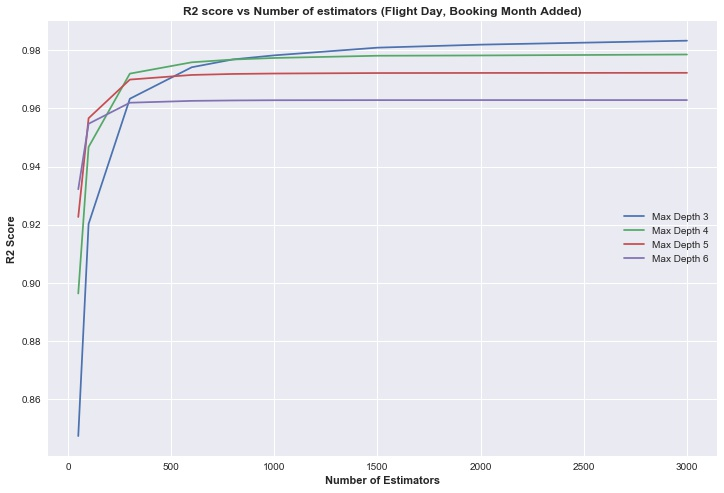 R2 score vs Number of estimators (Flight Day, Booking Month Added)
0.98
0.96
0.94
0.92
0.90
0.88
0.86
R2 Score
Max Depth 3
Max Depth 4
Max Depth 5
Max Depth 6
0 500 1000 1500 2000 2500 3000
Number of Estimators